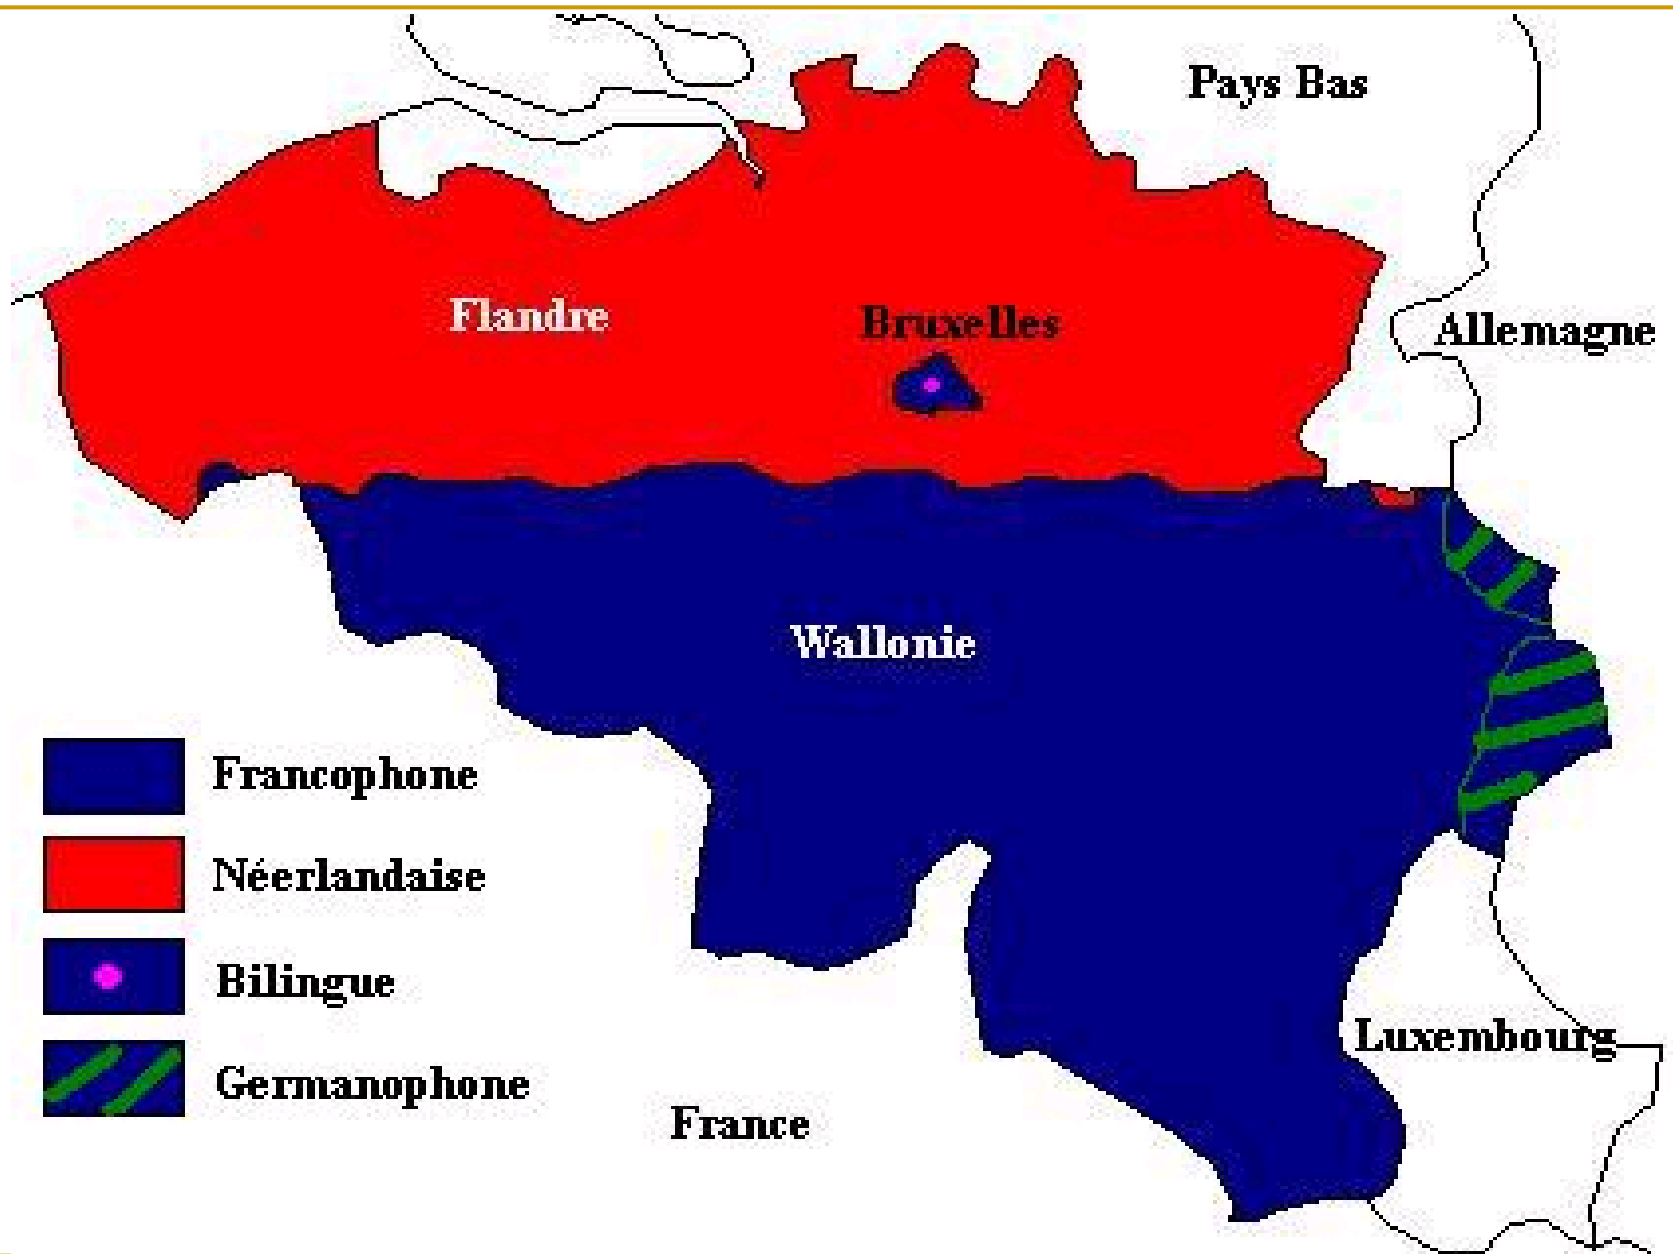 Pays Bas
Flandre
Bruxelles
Allemagne
Wallonie
Francophone
Néerlandaise
Bilingue
Germanophone
Luxembourg
France